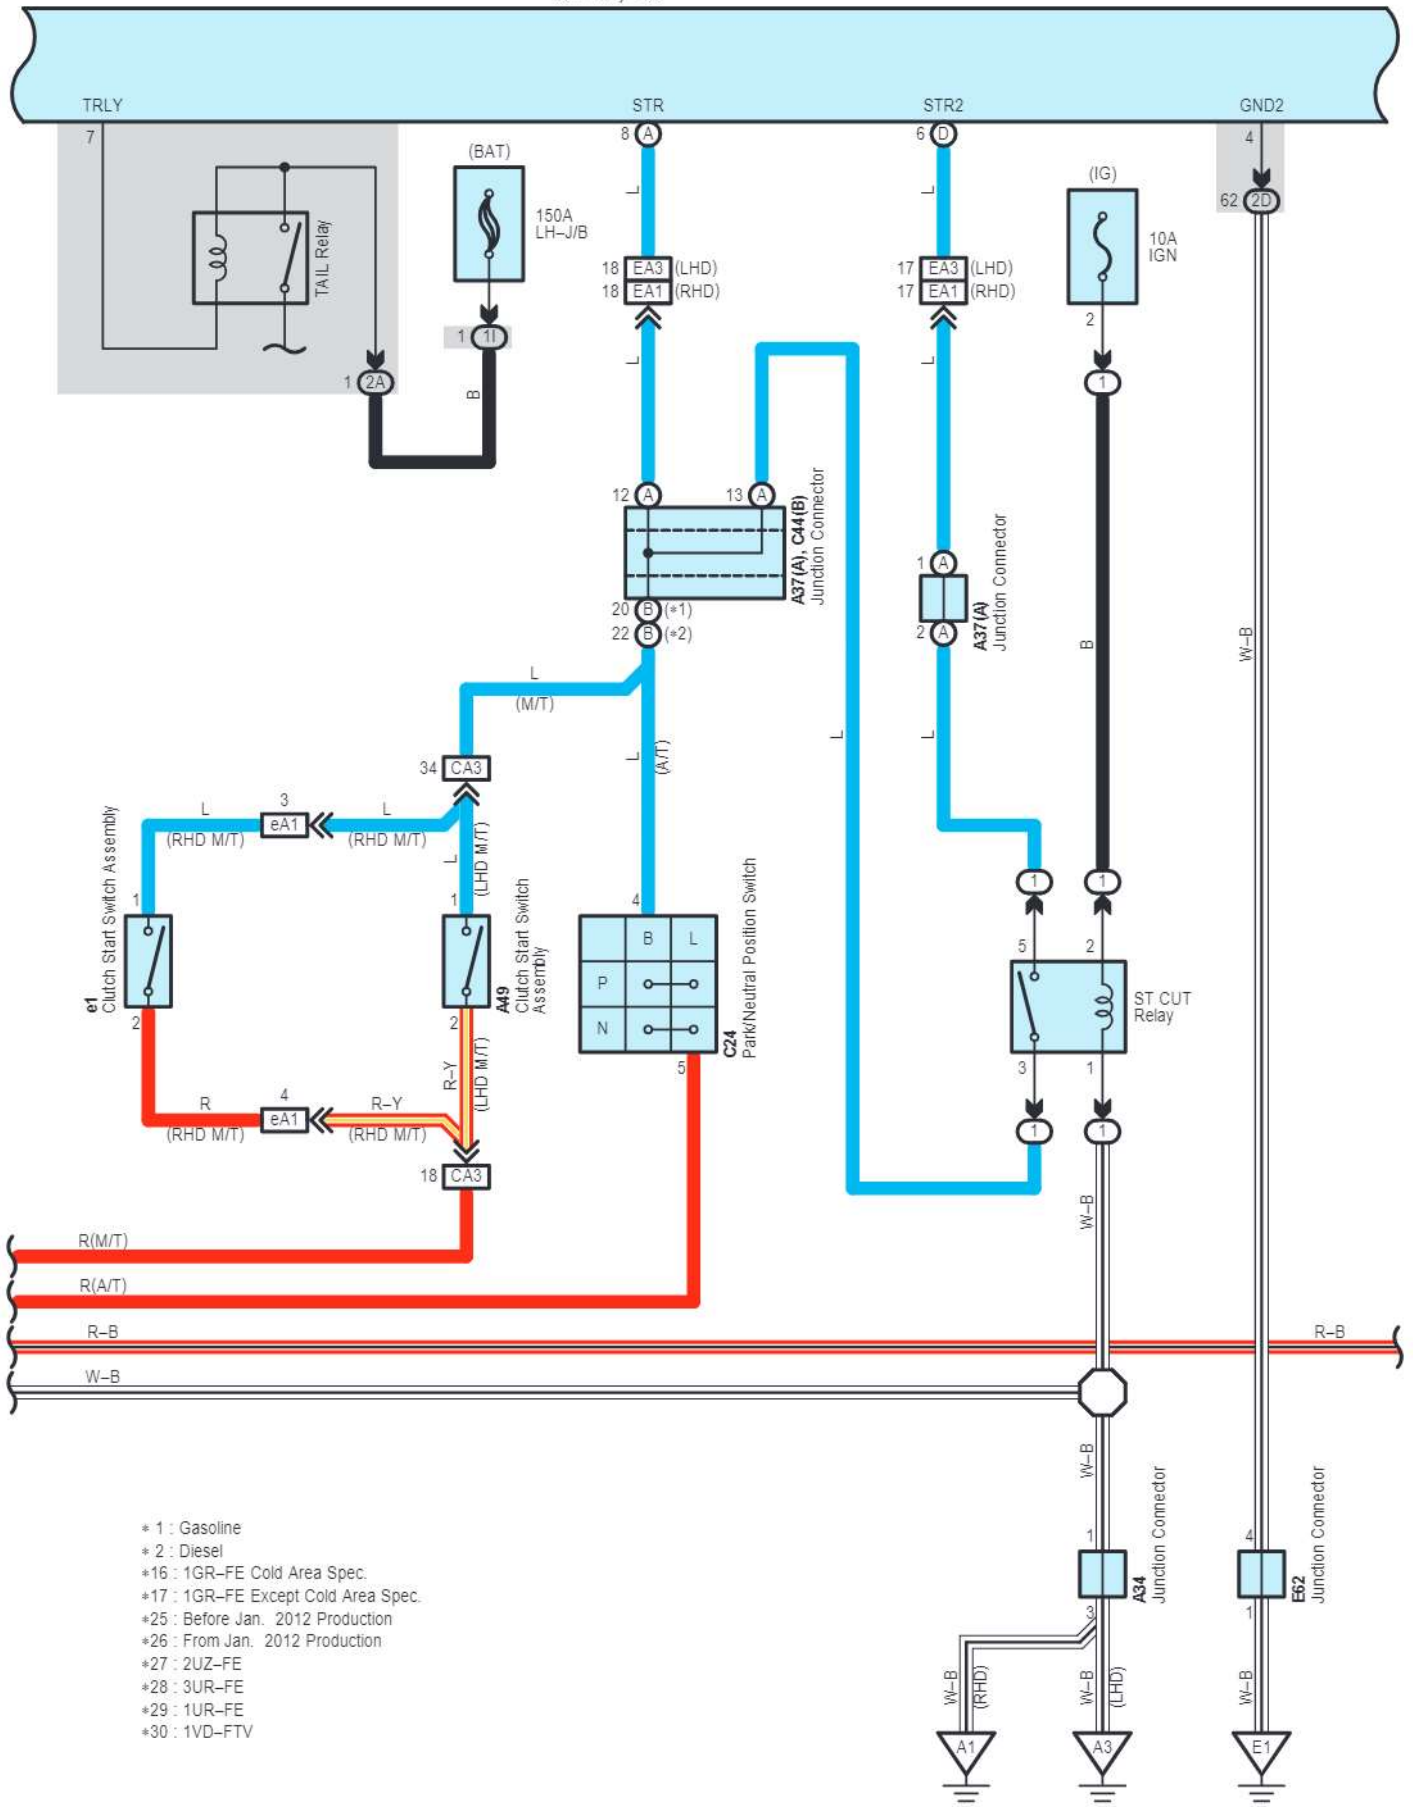 TRLY STR STR2 GND2
7 8 A 6 D 4
(BAT)
(IG)
62 2D
150A
LH–J/B
10A
IGN
TAIL Relay
L
L
18 EA3 (LHD)
18 EA1 (RHD)
17 EA3 (LHD)
17 EA1 (RHD)
2
1 1I
1 2A
1
B
L
L
12 A
13 A
A37(A), C44(B)
Junction Connector
1 A
2 A
A37(A)
Junction Connector
20 B (∗1)
22 B (∗2)
B
W–B
L
(M/T)
L
(A/T)
L
L
34 CA3
3
L
eA1
L
(RHD M/T)
(RHD M/T)
L
(LHD M/T)
1
e1
Clutch Start Switch Assembly
2
1
A49
Clutch Start Switch
Assembly
2
4
B L
P
N
5
C24
Park/Neutral Position Switch
1 1
5 2
ST CUT
Relay
3 1
1 1
R–Y
(LHD M/T)
4
R
eA1
R–Y
(RHD M/T)
(RHD M/T)
18 CA3
W–B
R(M/T)
R(A/T)
R–B R–B
W–B
W–B
∗ 1 : Gasoline
∗ 2 : Diesel
∗16 : 1GR–FE Cold Area Spec.
∗17 : 1GR–FE Except Cold Area Spec.
∗25 : Before Jan. 2012 Production
∗26 : From Jan. 2012 Production
∗27 : 2UZ–FE
∗28 : 3UR–FE
∗29 : 1UR–FE
∗30 : 1VD–FTV
1
A34
Junction Connector
3
4
E62
Junction Connector
1
W–B
(RHD)
W–B
(LHD)
W–B
A1 A3 E1